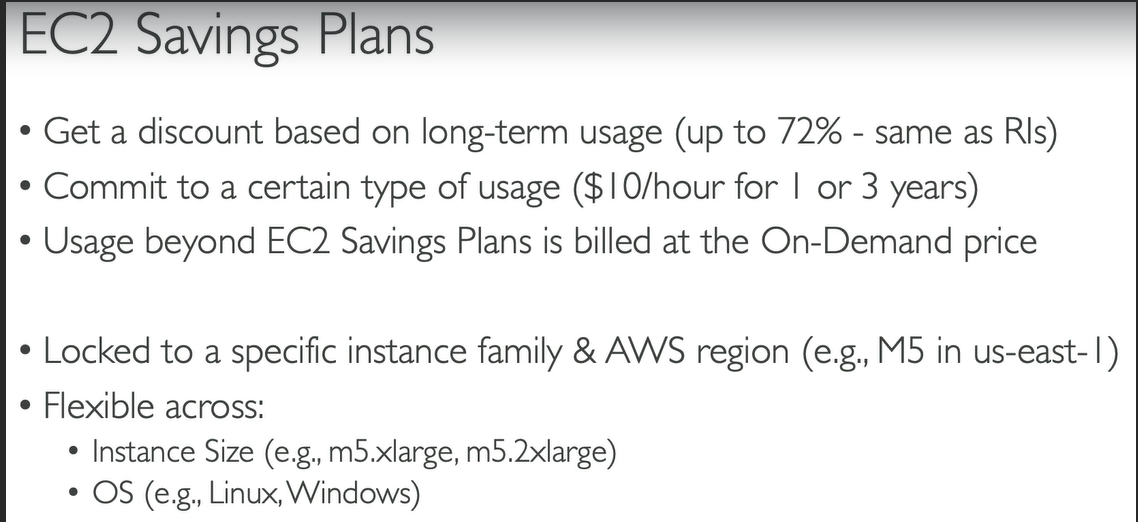 EC2 Savings Plans
• Get a discount based on long-term usage (up to 72% - same as RIs)
• Commit to a certain type of usage ($10/hour for 1 or 3 years)
• Usage beyond EC2 Savings Plans is billed at the On-Demand price
• Locked to a specific instance family & AWS region (e.g., M5 in us-east-1)
• Flexible across:
• Instance Size (e.g., m5.xlarge, m5.2xlarge)
• OS (e.g., Linux, Windows)